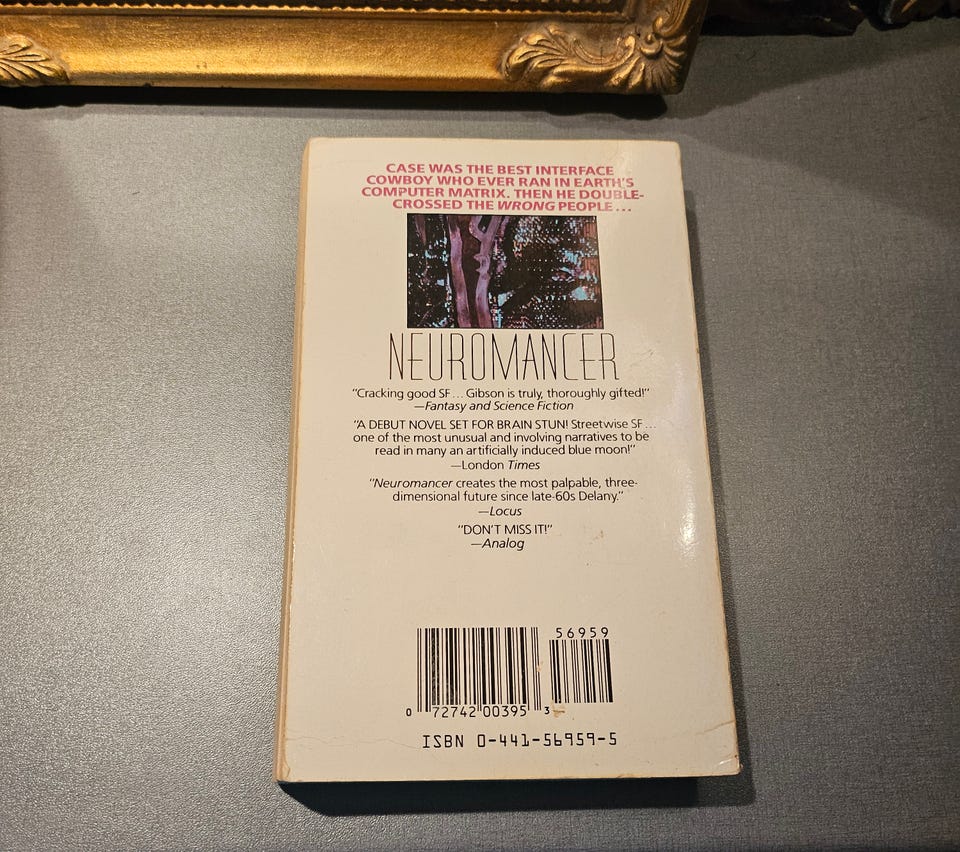 CASE WAS THE BEST INTERFACE
COWBOY WHO EVER RAN IN EARTH'S
COMPUTER MATRIX. THEN HE DOUBLE-
CROSSED THE WRONG PEOPLE...
NEUROMANCER
"Cracking good SF... Gibson is truly, thoroughly gifted!"
—Fantasy and Science Fiction
"A DEBUT NOVEL SET FOR BRAIN STUN! Streetwise SF...
one of the most unusual and involving narratives to be
read in many an artificially induced blue moon!"
—London Times
"Neuromancer creates the most palpable, three-
dimensional future since late-60s Delany."
—Locus
"DON'T MISS IT!"
—Analog
56959
0 72742 00395 3
ISBN 0-441-56959-5